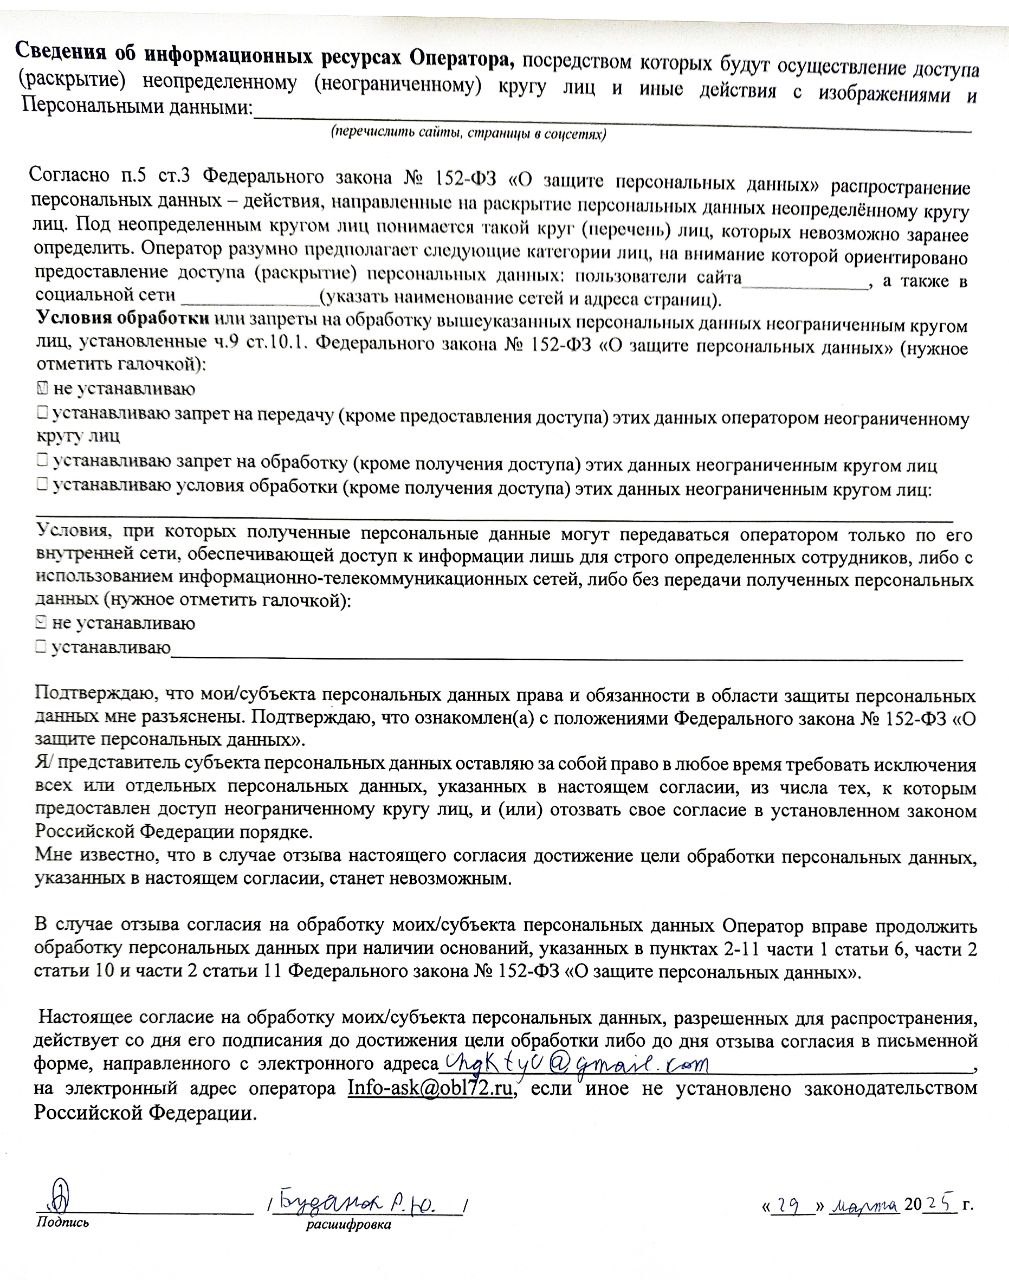 Сведения об информационных ресурсах Оператора, посредством которых будут осуществление доступа
(раскрытие) неопределенному (неограниченному) кругу лиц и иные действия с изображениями и
Персональными данными:
(перечислить сайты, страницы в соцсетях)
Согласно п.5 ст.3 Федерального закона № 152-ФЗ «О защите персональных данных» распространение
персональных данных – действия, направленные на раскрытие персональных данных неопределённому кругу
лиц. Под неопределенным кругом лиц понимается такой круг (перечень) лиц, которых невозможно заранее
определить. Оператор разумно предполагает следующие категории лиц, на внимание которой ориентировано
предоставление доступа (раскрытие) персональных данных: пользователи сайта______________, а также в
социальной сети _______________(указать наименование сетей и адреса страниц).
Условия обработки или запреты на обработку вышеуказанных персональных данных неограниченным кругом
лиц, установленные ч.9 ст.10.1. Федерального закона № 152-ФЗ «О защите персональных данных» (нужное
отметить галочкой):
☑ не устанавливаю
☐ устанавливаю запрет на передачу (кроме предоставления доступа) этих данных оператором неограниченному
кругу лиц
☐ устанавливаю запрет на обработку (кроме получения доступа) этих данных неограниченным кругом лиц
☐ устанавливаю условия обработки (кроме получения доступа) этих данных неограниченным кругом лиц:
Условия, при которых полученные персональные данные могут передаваться оператором только по его
внутренней сети, обеспечивающей доступ к информации лишь для строго определенных сотрудников, либо с
использованием информационно-телекоммуникационных сетей, либо без передачи полученных персональных
данных (нужное отметить галочкой):
☑ не устанавливаю
☐ устанавливаю
Подтверждаю, что мои/субъекта персональных данных права и обязанности в области защиты персональных
данных мне разъяснены. Подтверждаю, что ознакомлен(а) с положениями Федерального закона № 152-ФЗ «О
защите персональных данных».
Я/ представитель субъекта персональных данных оставляю за собой право в любое время требовать исключения
всех или отдельных персональных данных, указанных в настоящем согласии, из числа тех, к которым
предоставлен доступ неограниченному кругу лиц, и (или) отозвать свое согласие в установленном законом
Российской Федерации порядке.
Мне известно, что в случае отзыва настоящего согласия достижение цели обработки персональных данных,
указанных в настоящем согласии, станет невозможным.
В случае отзыва согласия на обработку моих/субъекта персональных данных Оператор вправе продолжить
обработку персональных данных при наличии оснований, указанных в пунктах 2-11 части 1 статьи 6, части 2
статьи 10 и части 2 статьи 11 Федерального закона № 152-ФЗ «О защите персональных данных».
Настоящее согласие на обработку моих/субъекта персональных данных, разрешенных для распространения,
действует со дня его подписания до достижения цели обработки либо до дня отзыва согласия в письменной
форме, направленного с электронного адреса @gmail.com,
на электронный адрес оператора Info-ask@obl72.ru, если иное не установлено законодательством
Российской Федерации.
/ Буданок А.Ю. / «29» марта 2025 г.
Подпись расшифровка